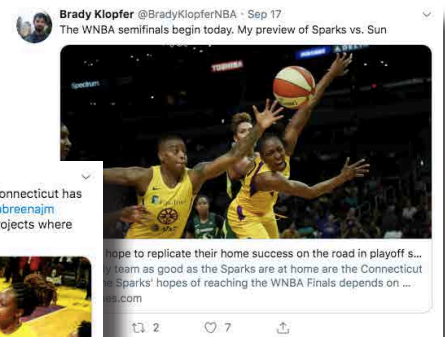 Brady Klopfer @BradyKlopferNBA · Sep 17
The WNBA semifinals begin today. My preview of Sparks vs. Sun
Spectrum
TOSHIBA
onnecticut has
breenajm
ojects where
hope to replicate their home success on the road in playoff s...
team as good as the Sparks are at home are the Connecticut
Sparks' hopes of reaching the WNBA Finals depends on ...
es.com
2 7